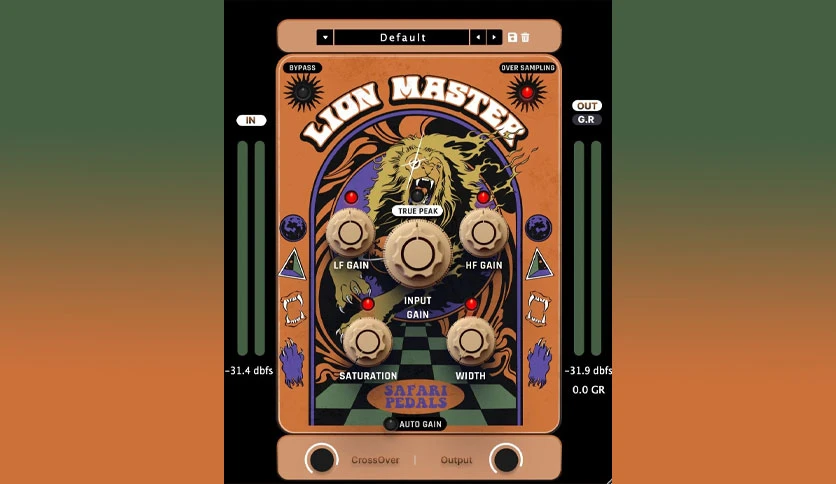 Default
BYPASS
OVER SAMPLING
LION MASTER
OUT
IN
G.R
TRUE PEAK
LF GAIN
HF GAIN
INPUT
GAIN
-31.4 dbfs
-31.9 dbfs
SATURATION
WIDTH
0.0 GR
SAFARI
PEDALS
AUTO GAIN
CrossOver
Output